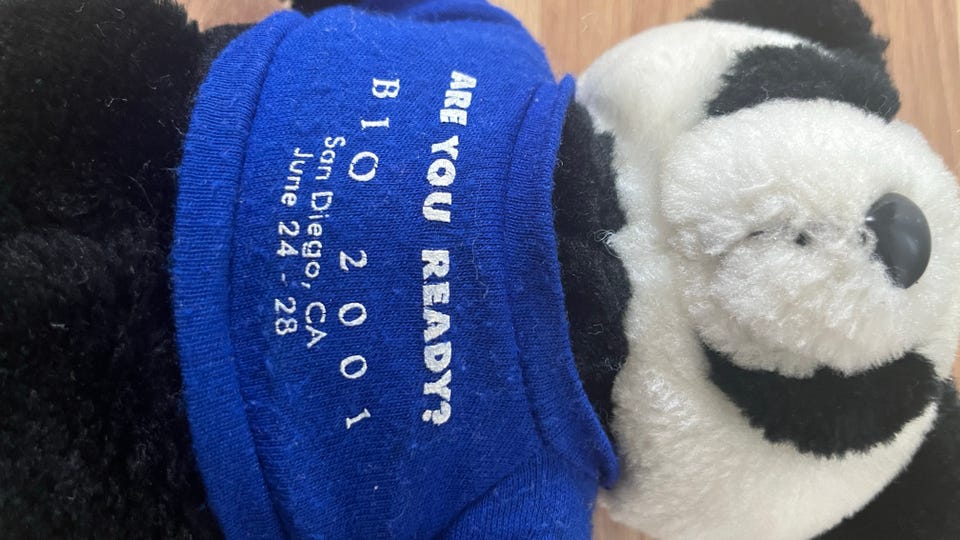 ARE YOU READY?
BIO 2001
San Diego, CA
June 24 - 28